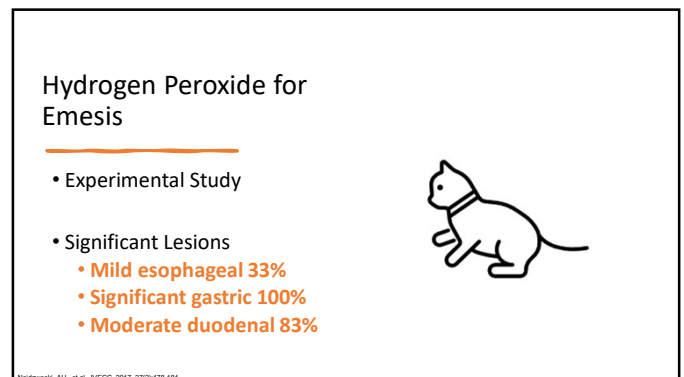 Hydrogen Peroxide for
Emesis
• Experimental Study
• Significant Lesions
• Mild esophageal 33%
• Significant gastric 100%
• Moderate duodenal 83%